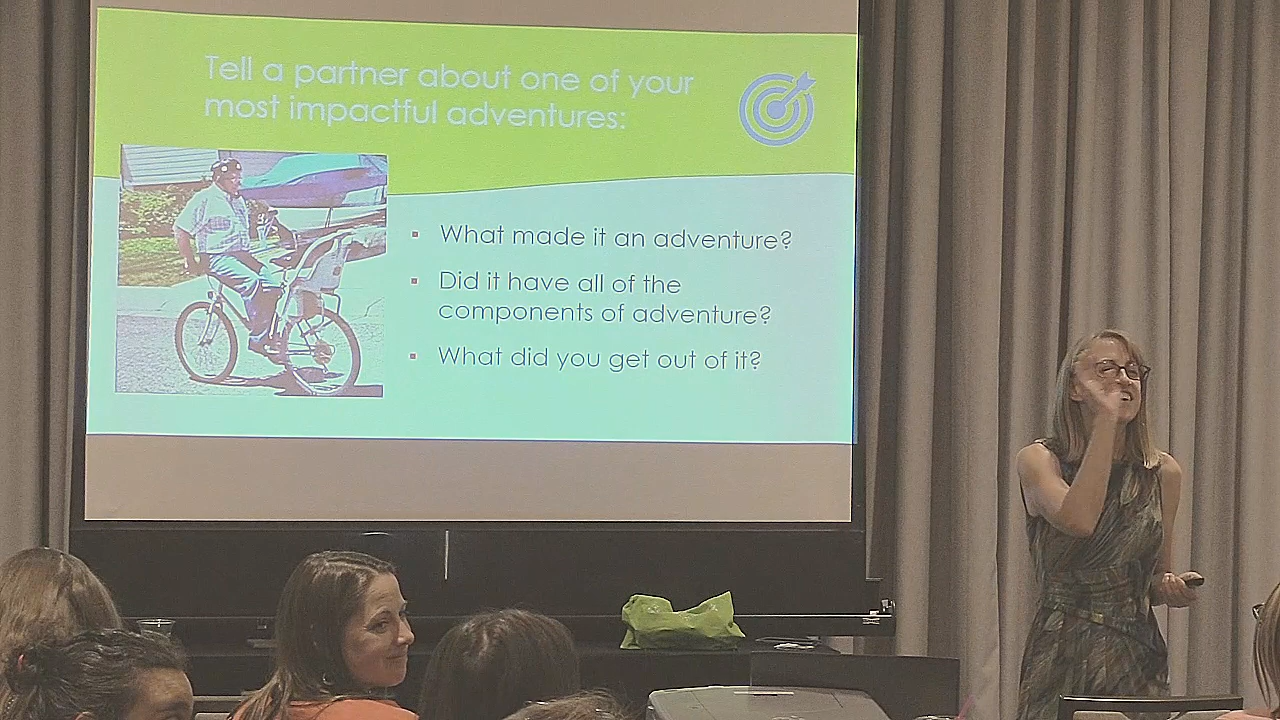 Tell a partner about one of your
most impactful adventures:
▪ What made it an adventure?
▪ Did it have all of the
components of adventure?
▪ What did you get out of it?